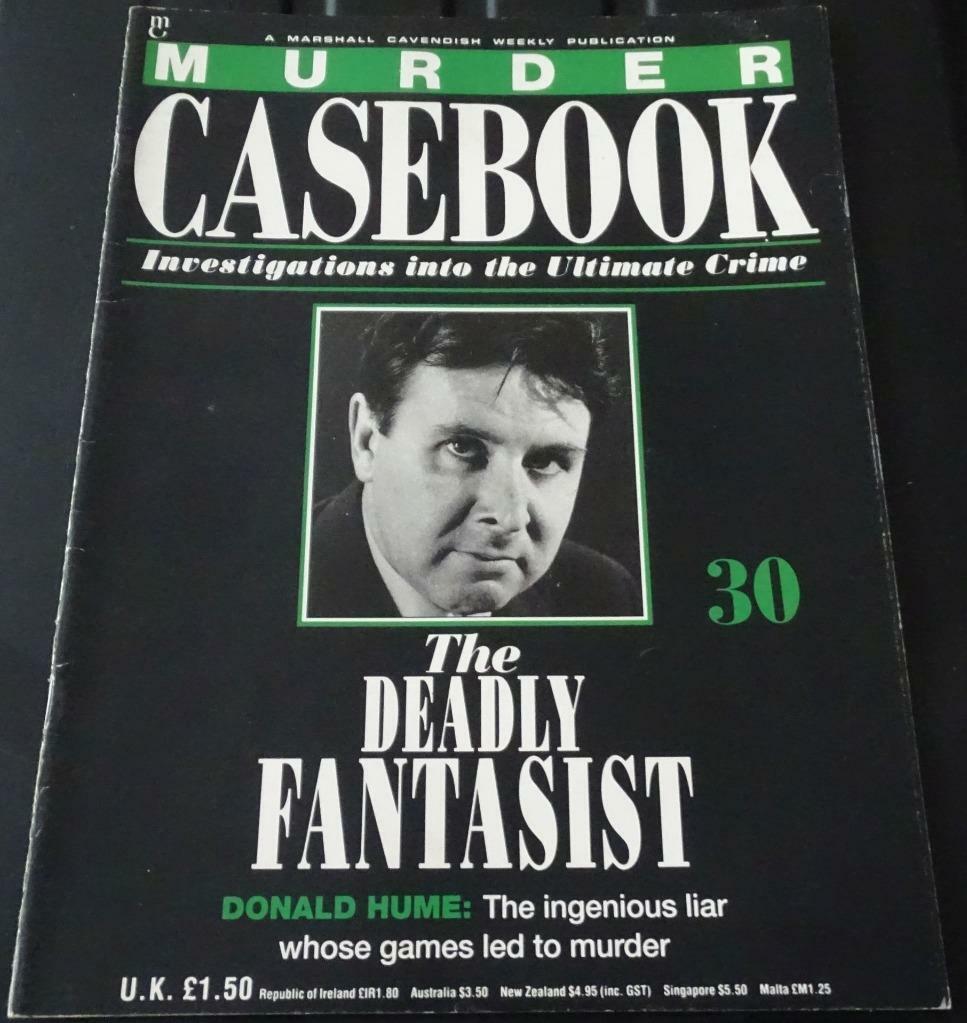 mc
A MARSHALL CAVENDISH WEEKLY PUBLICATION
MURDER
CASEBOOK
Investigations into the Ultimate Crime
30
The
DEADLY
FANTASIST
DONALD HUME: The ingenious liar
whose games led to murder
U.K. £1.50 Republic of Ireland £IR1.80 Australia $3.50 New Zealand $4.95 (inc. GST) Singapore $5.50 Malta £M1.25